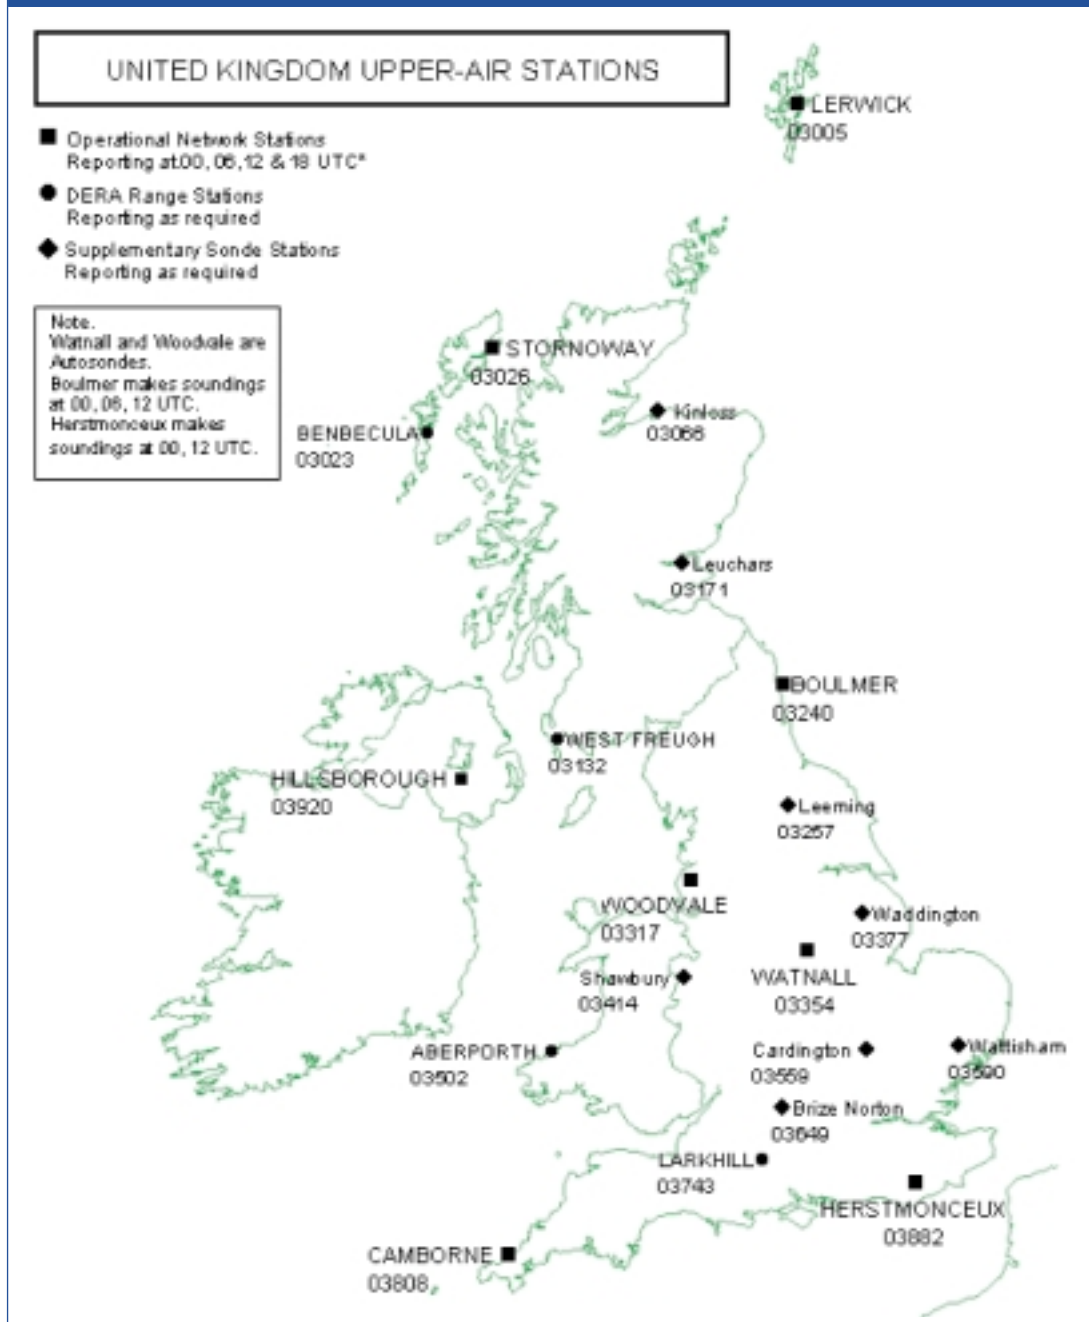 UNITED KINGDOM UPPER-AIR STATIONS
Operational Network Stations
Reporting at 00, 06, 12 & 18 UTC*
DERA Range Stations
Reporting as required
Supplementary Sonde Stations
Reporting as required
Note.
Watnall and Woodvale are
Autosondes.
Boulmer makes soundings
at 00, 06, 12 UTC.
Herstmonceux makes
soundings at 00, 12 UTC.
LERWICK
03005
STORNOWAY
03026
Kinloss
03066
BENBECULA
03023
Leuchars
03171
BOULMER
03240
WEST FREUGH
03132
HILLSBOROUGH
03920
Leeming
03257
WOODVALE
03317
Waddington
03377
WATNALL
03354
Shawbury
03414
ABERPORTH
03502
Cardington
03559
Wattisham
03590
Brize Norton
03649
LARKHILL
03743
HERSTMONCEUX
03882
CAMBORNE
03808